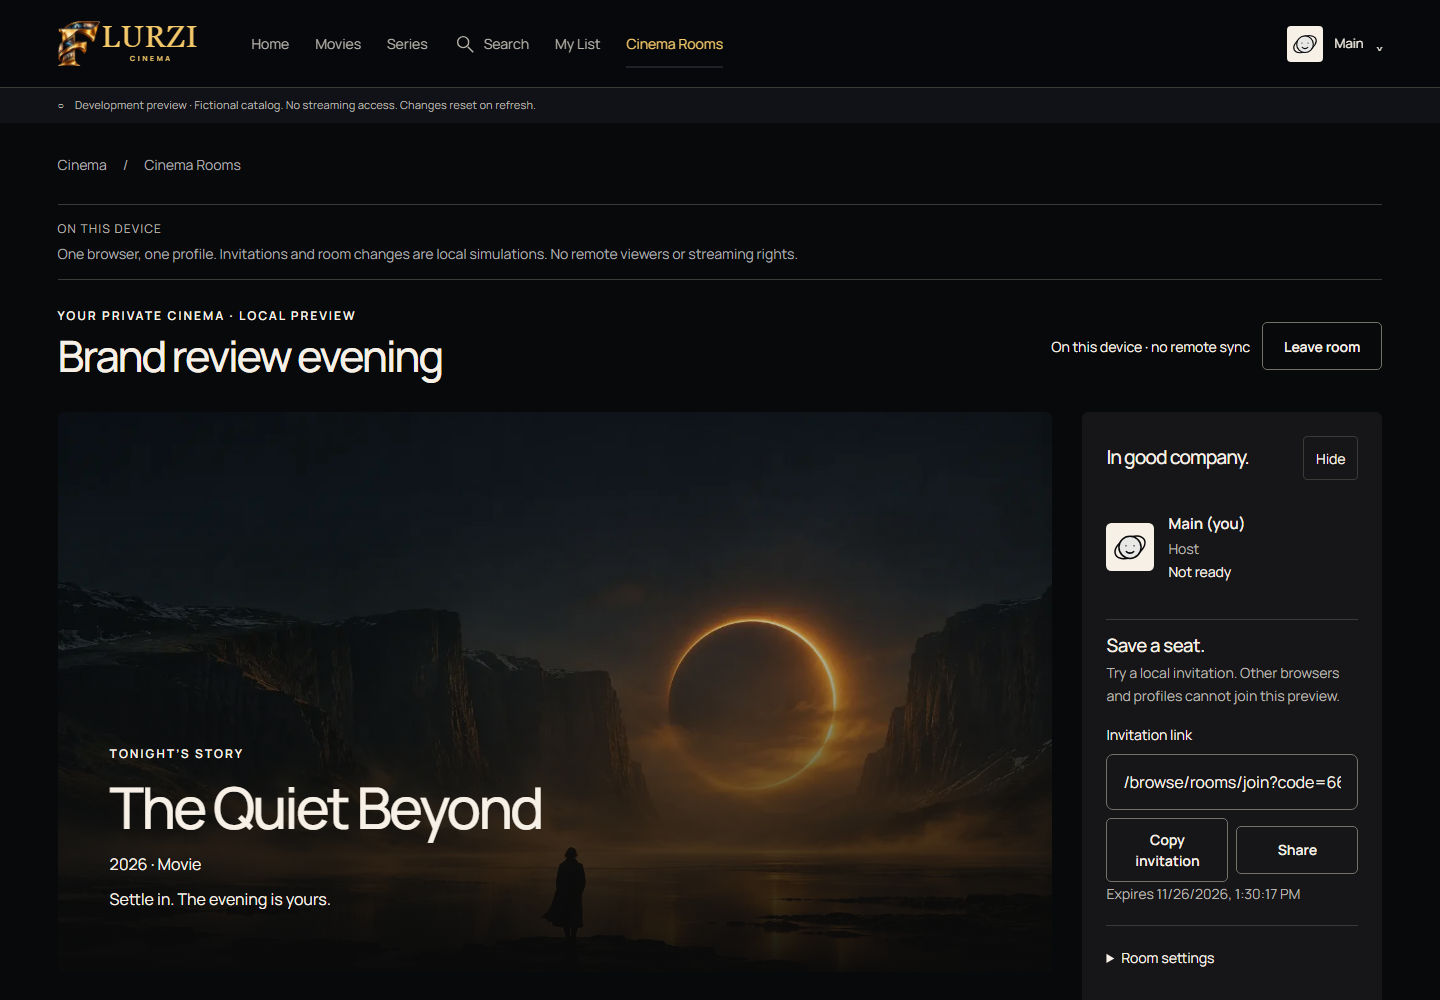 FLURZI
CINEMA
Home
Movies
Series
Search
My List
Cinema Rooms
Main
Development preview · Fictional catalog. No streaming access. Changes reset on refresh.
Cinema / Cinema Rooms
ON THIS DEVICE
One browser, one profile. Invitations and room changes are local simulations. No remote viewers or streaming rights.
YOUR PRIVATE CINEMA · LOCAL PREVIEW
Brand review evening
On this device · no remote sync
Leave room
TONIGHT'S STORY
The Quiet Beyond
2026 · Movie
Settle in. The evening is yours.
In good company.
Hide
Main (you)
Host
Not ready
Save a seat.
Try a local invitation. Other browsers
and profiles cannot join this preview.
Invitation link
/browse/rooms/join?code=66
Copy
invitation
Share
Expires 11/26/2026, 1:30:17 PM
Room settings